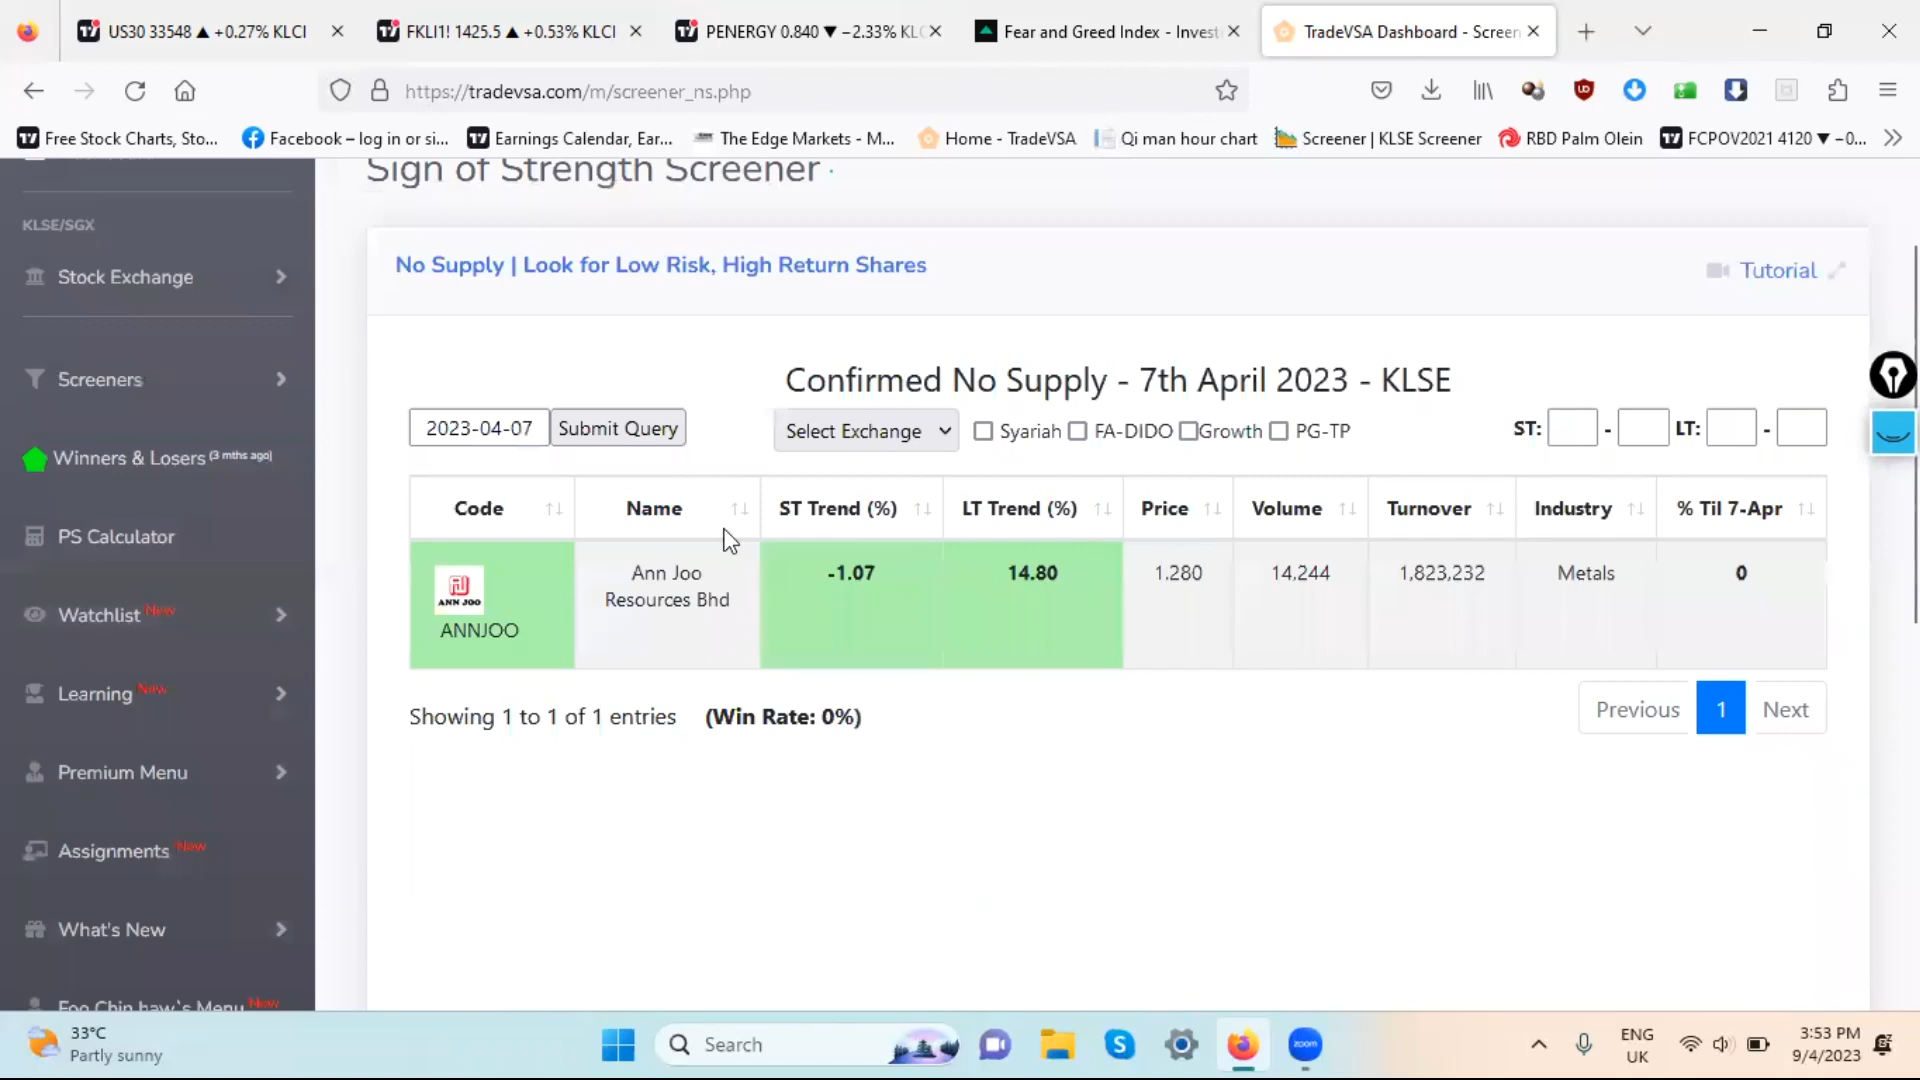 US30 33548 ▲ +0.27% KLCI
FKLI1! 1425.5 ▲ +0.53% KLCI
PENERGY 0.840 ▼ −2.33% KLC
Fear and Greed Index - Invest
TradeVSA Dashboard - Screen
https://tradevsa.com/m/screener_ns.php
Free Stock Charts, Sto...
Facebook – log in or si...
Earnings Calendar, Ear...
The Edge Markets - M...
Home - TradeVSA
Qi man hour chart
Screener | KLSE Screener
RBD Palm Olein
FCPOV2021 4120 ▼ −0...
Sign of Strength Screener
KLSE/SGX
Stock Exchange
Screeners
Winners & Losers (3 mths ago)
PS Calculator
Watchlist New
Learning New
Premium Menu
Assignments New
What's New
Foo Chin haw`s Menu New
No Supply | Look for Low Risk, High Return Shares
Tutorial
Confirmed No Supply - 7th April 2023 - KLSE
2023-04-07 Submit Query Select Exchange Syariah FA-DIDO Growth PG-TP ST: - LT: -
Code Name ST Trend (%) LT Trend (%) Price Volume Turnover Industry % Til 7-Apr
ANN JOO
ANNJOO
Ann Joo
Resources Bhd
-1.07 14.80 1.280 14,244 1,823,232 Metals 0
Showing 1 to 1 of 1 entries (Win Rate: 0%)
Previous 1 Next
33°C
Partly sunny
Search
zoom
ENG
UK
3:53 PM
9/4/2023